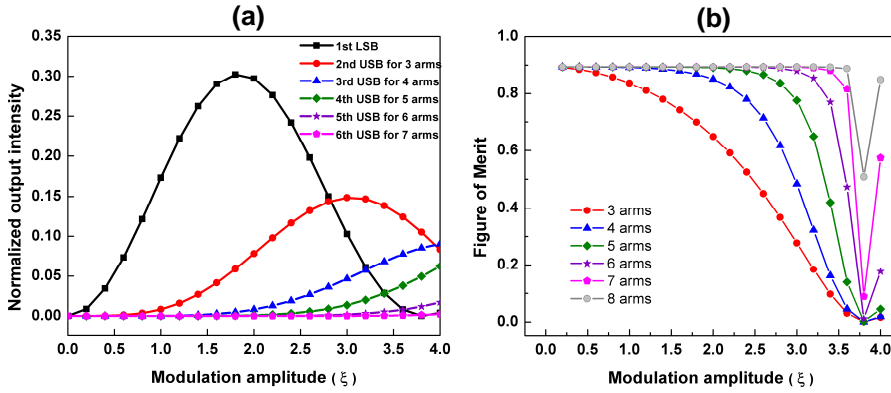 (a)
Normalized output intensity
0.35
0.30
0.25
0.20
0.15
0.10
0.05
0.00
1st LSB
2nd USB for 3 arms
3rd USB for 4 arms
4th USB for 5 arms
5th USB for 6 arms
6th USB for 7 arms
0.0 0.5 1.0 1.5 2.0 2.5 3.0 3.5 4.0
Modulation amplitude ( ξ )
(b)
Figure of Merit
1.0
0.8
0.6
0.4
0.2
0.0
3 arms
4 arms
5 arms
6 arms
7 arms
8 arms
0.0 0.5 1.0 1.5 2.0 2.5 3.0 3.5 4.0
Modulation amplitude ( ξ )